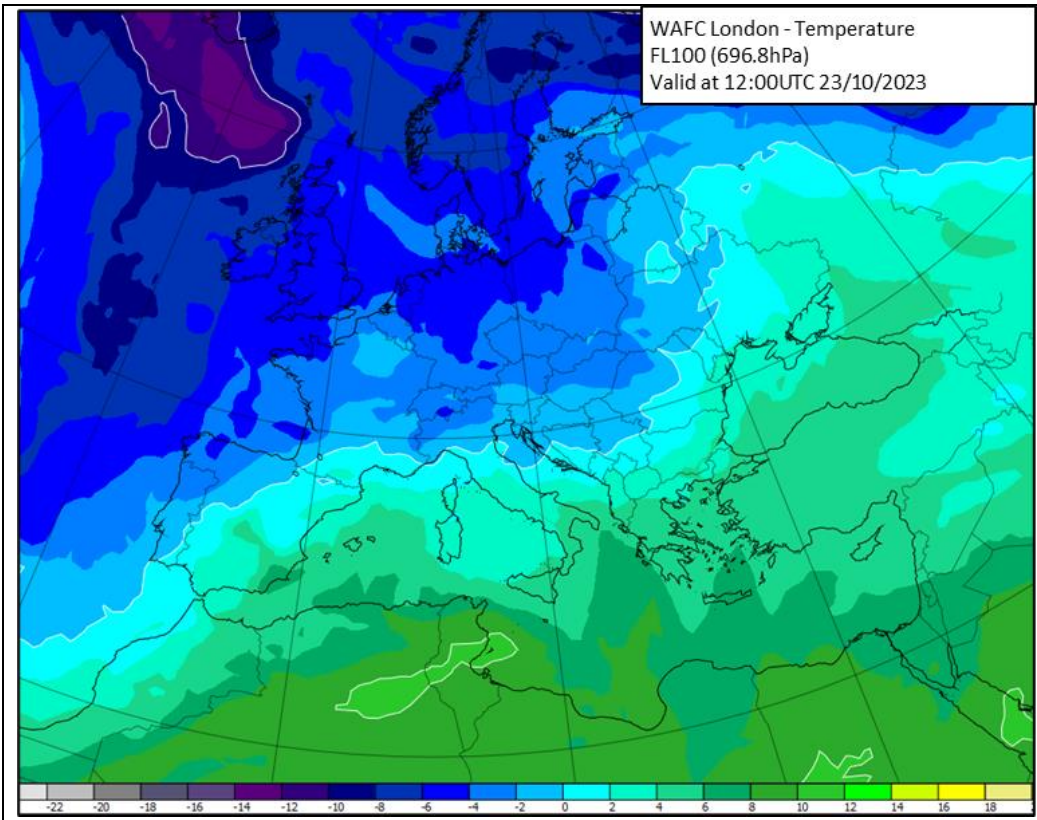 WAFC London - Temperature
FL100 (696.8hPa)
Valid at 12:00UTC 23/10/2023
-22 -20 -18 -16 -14 -12 -10 -8 -6 -4 -2 0 2 4 6 8 10 12 14 16 18